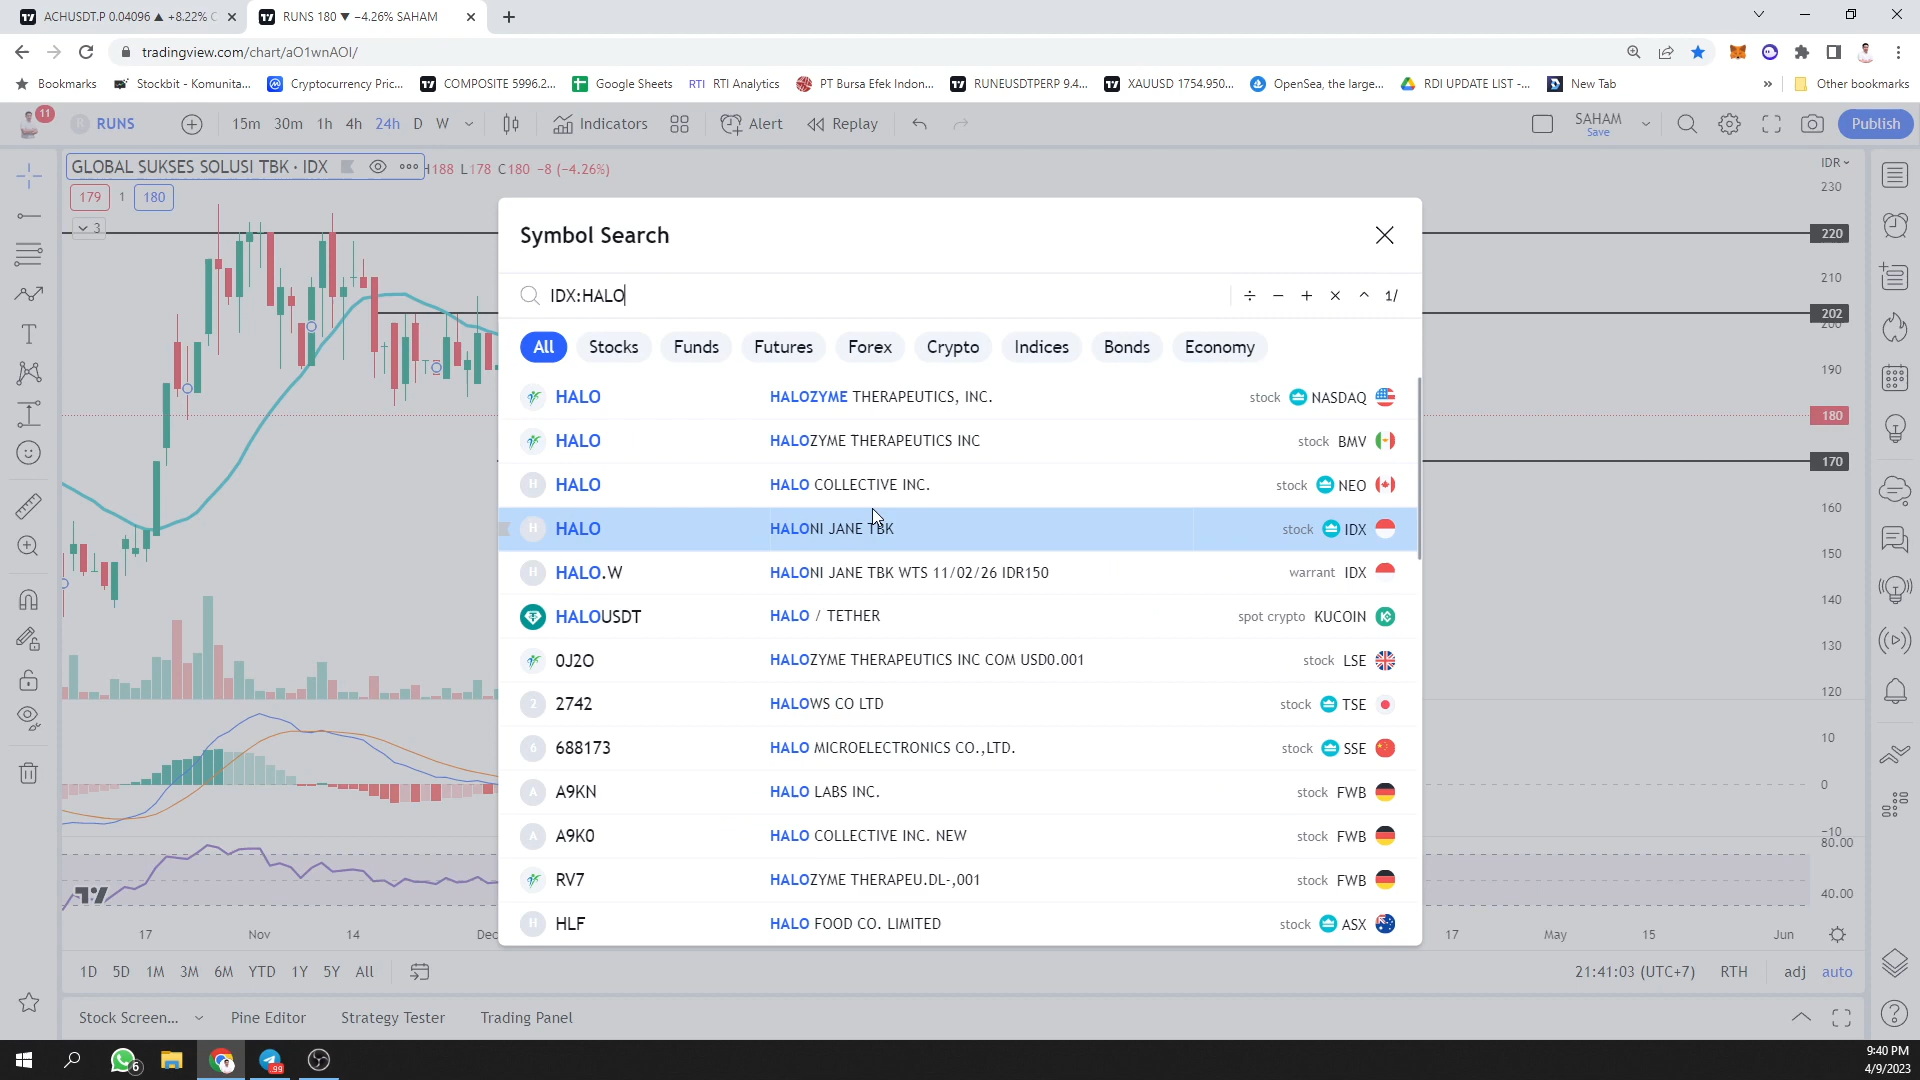 ACHUSDT.P 0.04096 ▲ +8.22% C
RUNS 180 ▼ −4.26% SAHAM
tradingview.com/chart/aO1wnAOI/
Bookmarks
Stockbit - Komunita...
Cryptocurrency Pric...
COMPOSITE 5996.2...
Google Sheets
RTI RTI Analytics
PT Bursa Efek Indon...
RUNEUSDTPERP 9.4...
XAUUSD 1754.950...
OpenSea, the large...
RDI UPDATE LIST -...
New Tab
»
Other bookmarks
11
R RUNS
15m 30m 1h 4h 24h D W
Indicators
Alert
Replay
SAHAM
Save
Publish
GLOBAL SUKSES SOLUSI TBK · IDX
H188 L178 C180 −8 (−4.26%)
179 1 180
3
IDR
230
220
210
202
200
190
180
170
160
150
140
130
120
10
0
−10
80.00
40.00
Symbol Search
IDX:HALO
÷ − + × ^ 1/
All Stocks Funds Futures Forex Crypto Indices Bonds Economy
HALO HALOZYME THERAPEUTICS, INC. stock NASDAQ
HALO HALOZYME THERAPEUTICS INC stock BMV
H HALO HALO COLLECTIVE INC. stock NEO
H HALO HALONI JANE TBK stock IDX
H HALO.W HALONI JANE TBK WTS 11/02/26 IDR150 warrant IDX
HALOUSDT HALO / TETHER spot crypto KUCOIN
0J2O HALOZYME THERAPEUTICS INC COM USD0.001 stock LSE
2 2742 HALOWS CO LTD stock TSE
6 688173 HALO MICROELECTRONICS CO.,LTD. stock SSE
A A9KN HALO LABS INC. stock FWB
A A9K0 HALO COLLECTIVE INC. NEW stock FWB
RV7 HALOZYME THERAPEU.DL-,001 stock FWB
H HLF HALO FOOD CO. LIMITED stock ASX
17 Nov 14 Dec 17 May 15 Jun
1D 5D 1M 3M 6M YTD 1Y 5Y All
21:41:03 (UTC+7) RTH adj auto
Stock Screen... Pine Editor Strategy Tester Trading Panel
6
.99
9:40 PM
4/9/2023